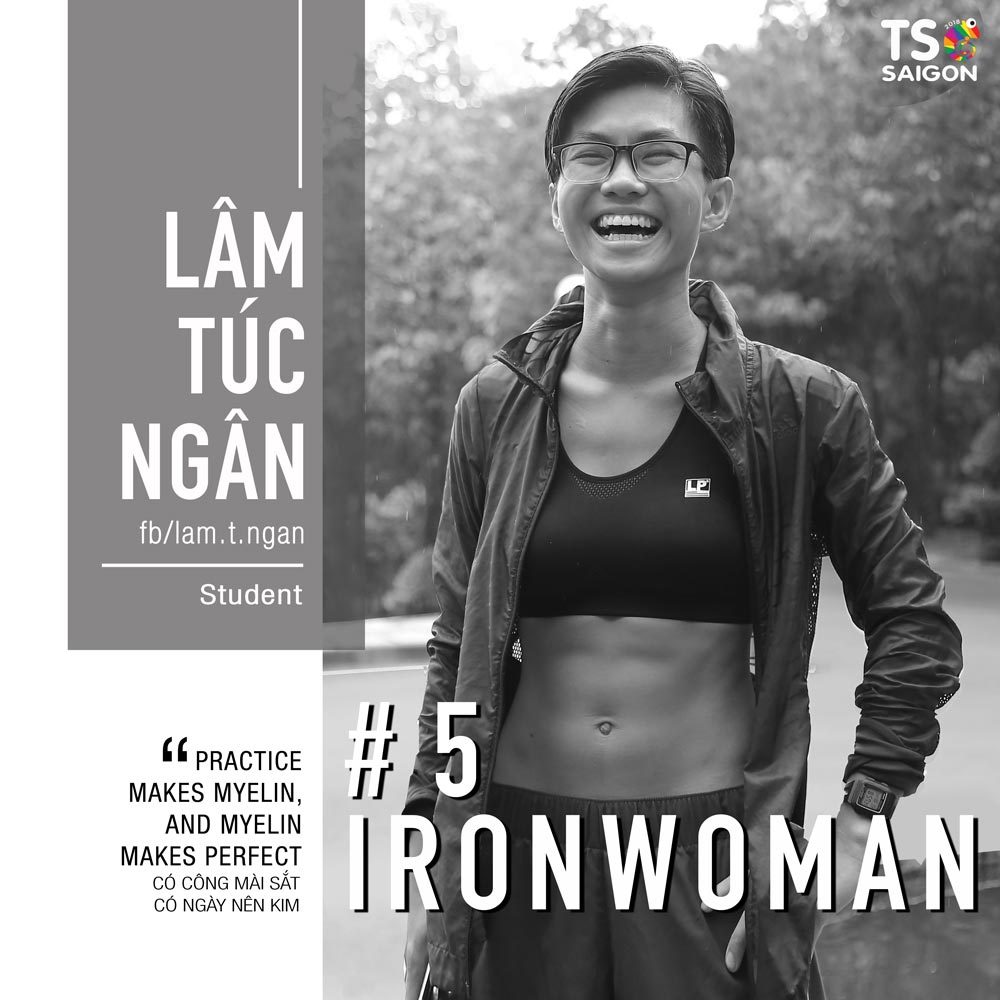 2018
TS
SAIGON
LÂM
TÚC
NGÂN
fb/lam.t.ngan
Student
LP
# 5
IRONWOMAN
“ PRACTICE
MAKES MYELIN,
AND MYELIN
MAKES PERFECT
CÓ CÔNG MÀI SẮT
CÓ NGÀY NÊN KIM